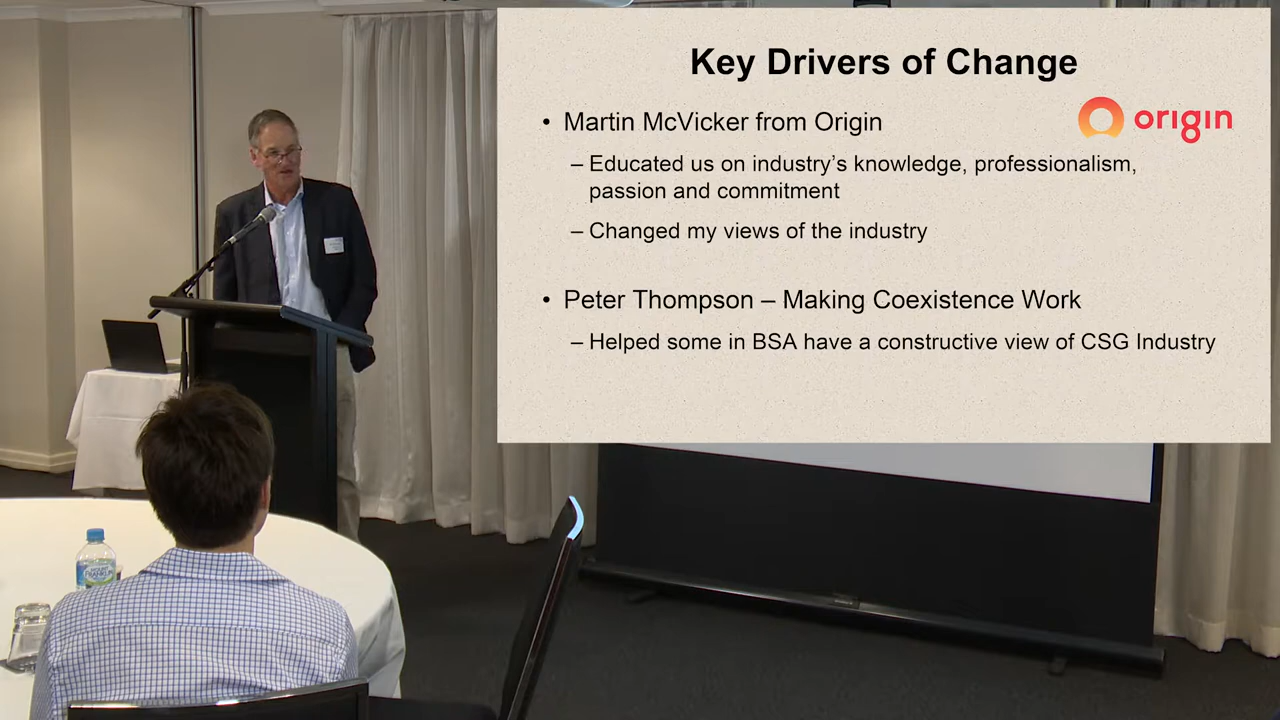 Key Drivers of Change
• Martin McVicker from Origin
origin
– Educated us on industry’s knowledge, professionalism,
passion and commitment
– Changed my views of the industry
• Peter Thompson – Making Coexistence Work
– Helped some in BSA have a constructive view of CSG Industry
FRANKLIN